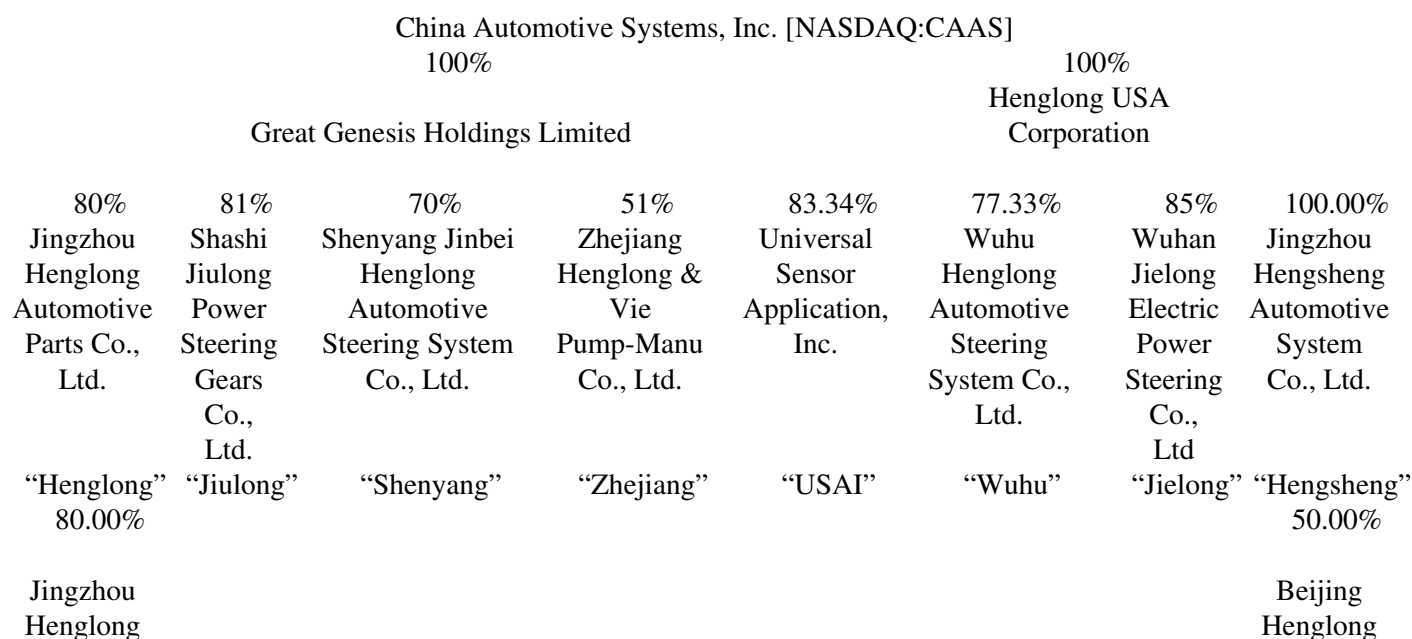 China Automotive Systems, Inc. [NASDAQ:CAAS]
100% 100%
Henglong USA
Great Genesis Holdings Limited Corporation
80% 81% 70% 51% 83.34% 77.33% 85% 100.00%
Jingzhou Shashi Shenyang Jinbei Zhejiang Universal Wuhu Wuhan Jingzhou
Henglong Jiulong Henglong Henglong & Sensor Henglong Jielong Hengsheng
Automotive Power Automotive Vie Application, Automotive Electric Automotive
Parts Co., Steering Steering System Pump-Manu Inc. Steering Power System
Ltd. Gears Co., Ltd. Co., Ltd. System Co., Steering Co., Ltd.
Co., Ltd. Co.,
Ltd. Ltd
“Henglong” “Jiulong” “Shenyang” “Zhejiang” “USAI” “Wuhu” “Jielong” “Hengsheng”
80.00% 50.00%
Jingzhou Beijing
Henglong Henglong